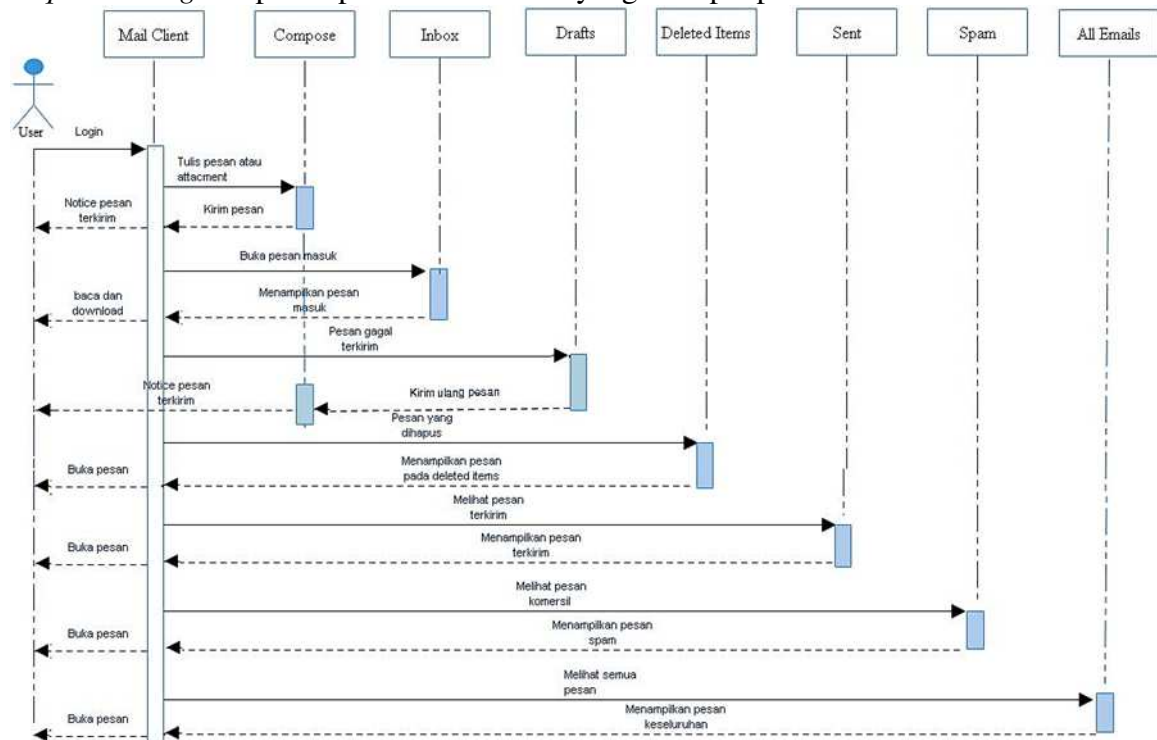 Mail Client
Compose
Inbox
Drafts
Deleted Items
Sent
Spam
All Emails
User
Login
Tulis pesan atau
attacment
Notice pesan
terkirim
Kirim pesan
Buka pesan masuk
baca dan
download
Menampilkan pesan
masuk
Pesan gagal
terkirim
Notice pesan
terkirim
Kirim ulang pesan
Pesan yang
dihapus
Buka pesan
Menampilkan pesan
pada deleted items
Melihat pesan
terkirim
Buka pesan
Menampilkan pesan
terkirim
Melihat pesan
komersil
Buka pesan
Menampilkan pesan
spam
Melihat semua
pesan
Buka pesan
Menampilkan pesan
keseluruhan